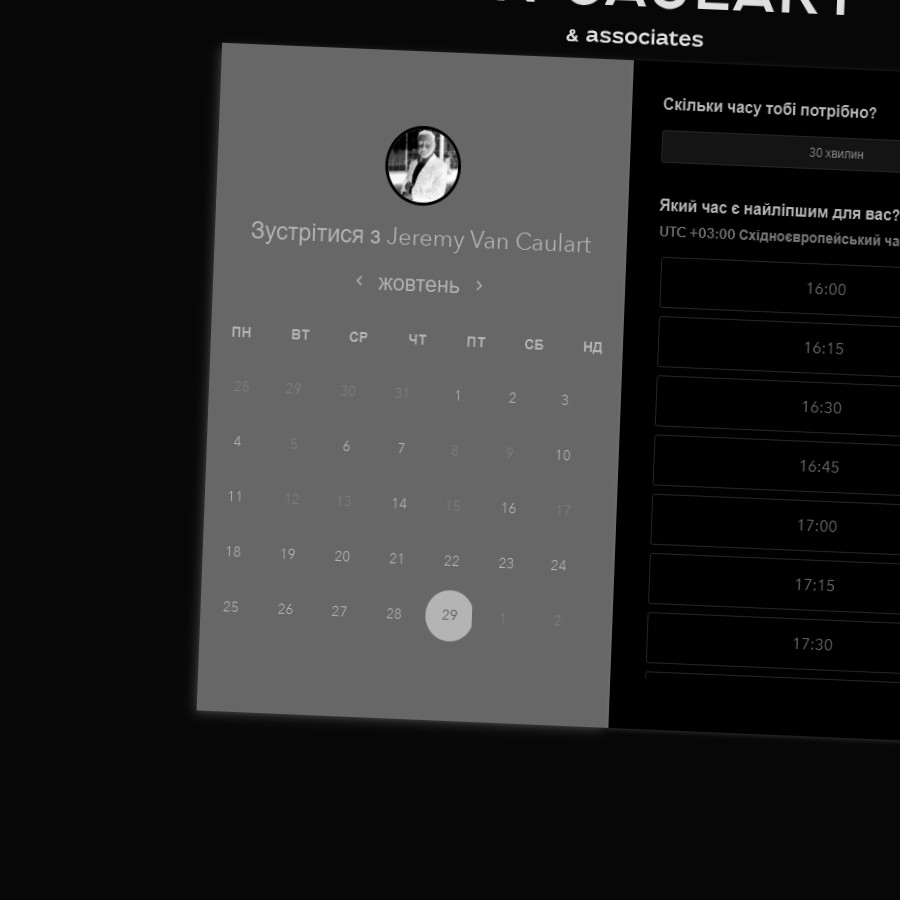 CAULART
& associates
Зустрітися з Jeremy Van Caulart
‹ жовтень ›
ПН ВТ СР ЧТ ПТ СБ НД
28 29 30 31 1 2 3
4 5 6 7 8 9 10
11 12 13 14 15 16 17
18 19 20 21 22 23 24
25 26 27 28 29 1 2
Скільки часу тобі потрібно?
30 хвилин
Який час є найліпшим для вас?
UTC +03:00 Східноєвропейський
16:00
16:15
16:30
16:45
17:00
17:15
17:30